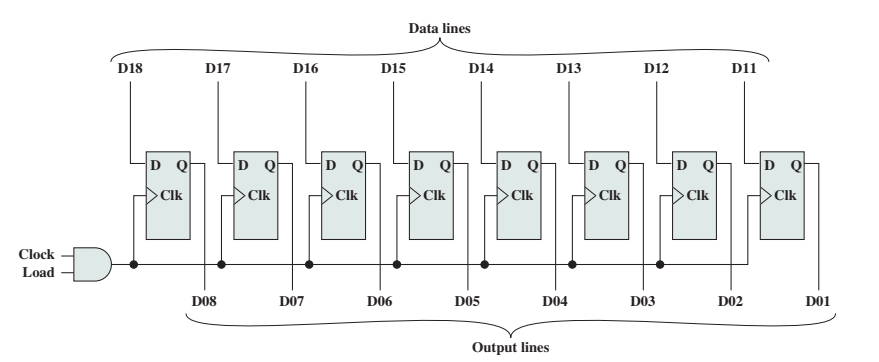 Data lines
D18 D17 D16 D15 D14 D13 D12 D11
D Q D Q D Q D Q D Q D Q D Q D Q
Clk Clk Clk Clk Clk Clk Clk Clk
Clock
Load
D08 D07 D06 D05 D04 D03 D02 D01
Output lines